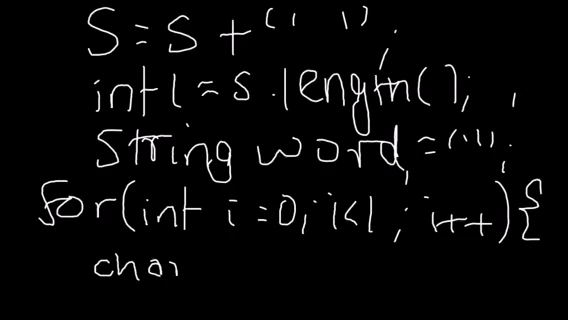 S = S + (' ');
int l = s.length();
String word = "";
for(int i = 0; i<l; i++){
char